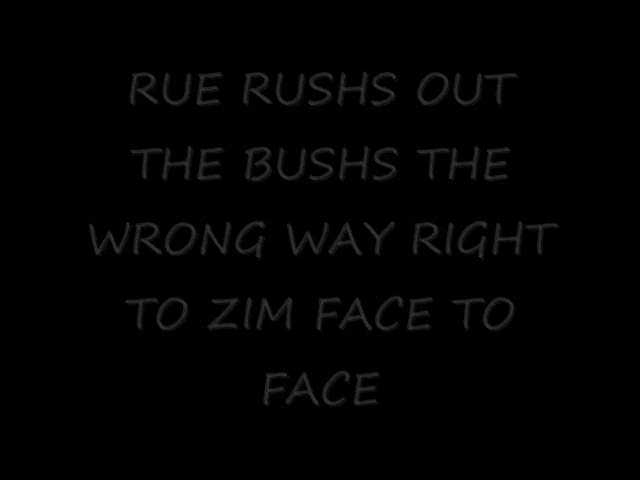 RUE RUSHS OUT
THE BUSHS THE
WRONG WAY RIGHT
TO ZIM FACE TO
FACE